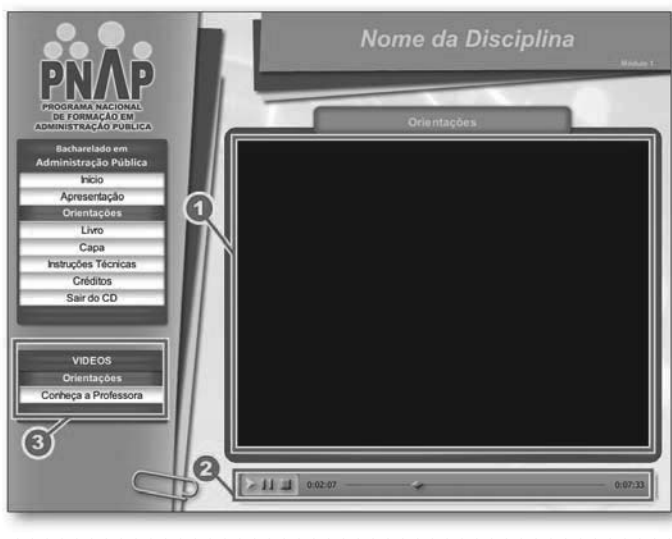 PNAP
PROGRAMA NACIONAL
DE FORMAÇÃO EM
ADMINISTRAÇÃO PÚBLICA
Nome da Disciplina
Módulo 1
Bacharelado em
Administração Pública
Início
Apresentação
Orientações
Livro
Capa
Instruções Técnicas
Créditos
Sair do CD
VIDEOS
Orientações
Conheça a Professora
3
Orientações
1
2
0:02:07
0:07:33